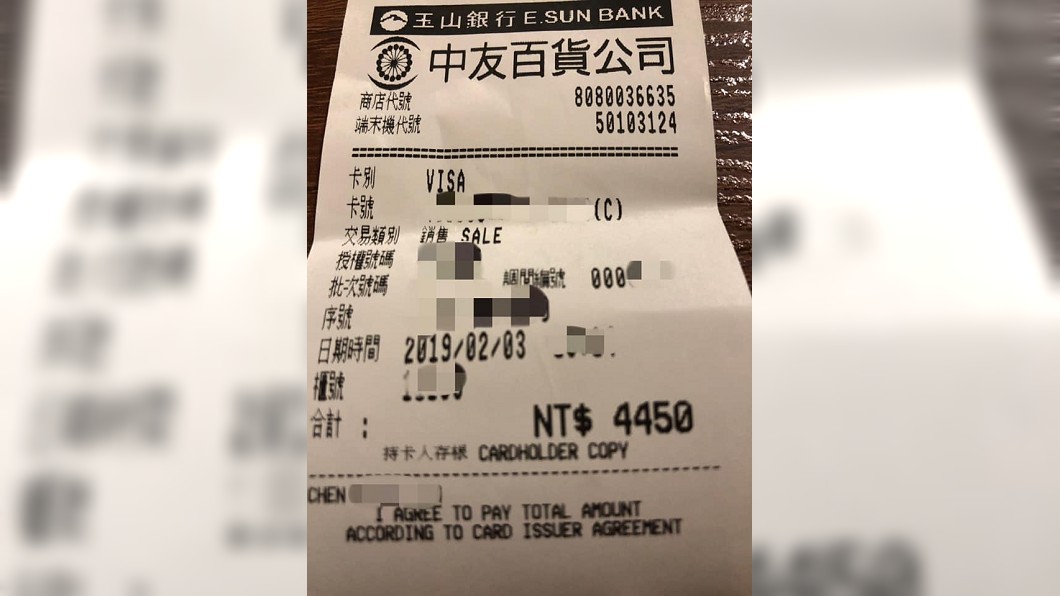 玉山銀行 E.SUN BANK
中友百貨公司
商店代號 8080036635
端末機代號 50103124
卡別 VISA
卡號 (C)
交易類別 銷售 SALE
授權號碼
批次號碼 調閱編號 000
序號
日期時間 2019/02/03
櫃號
合計 : NT$ 4450
持卡人存根 CARDHOLDER COPY
CHEN
I AGREE TO PAY TOTAL AMOUNT
ACCORDING TO CARD ISSUER AGREEMENT